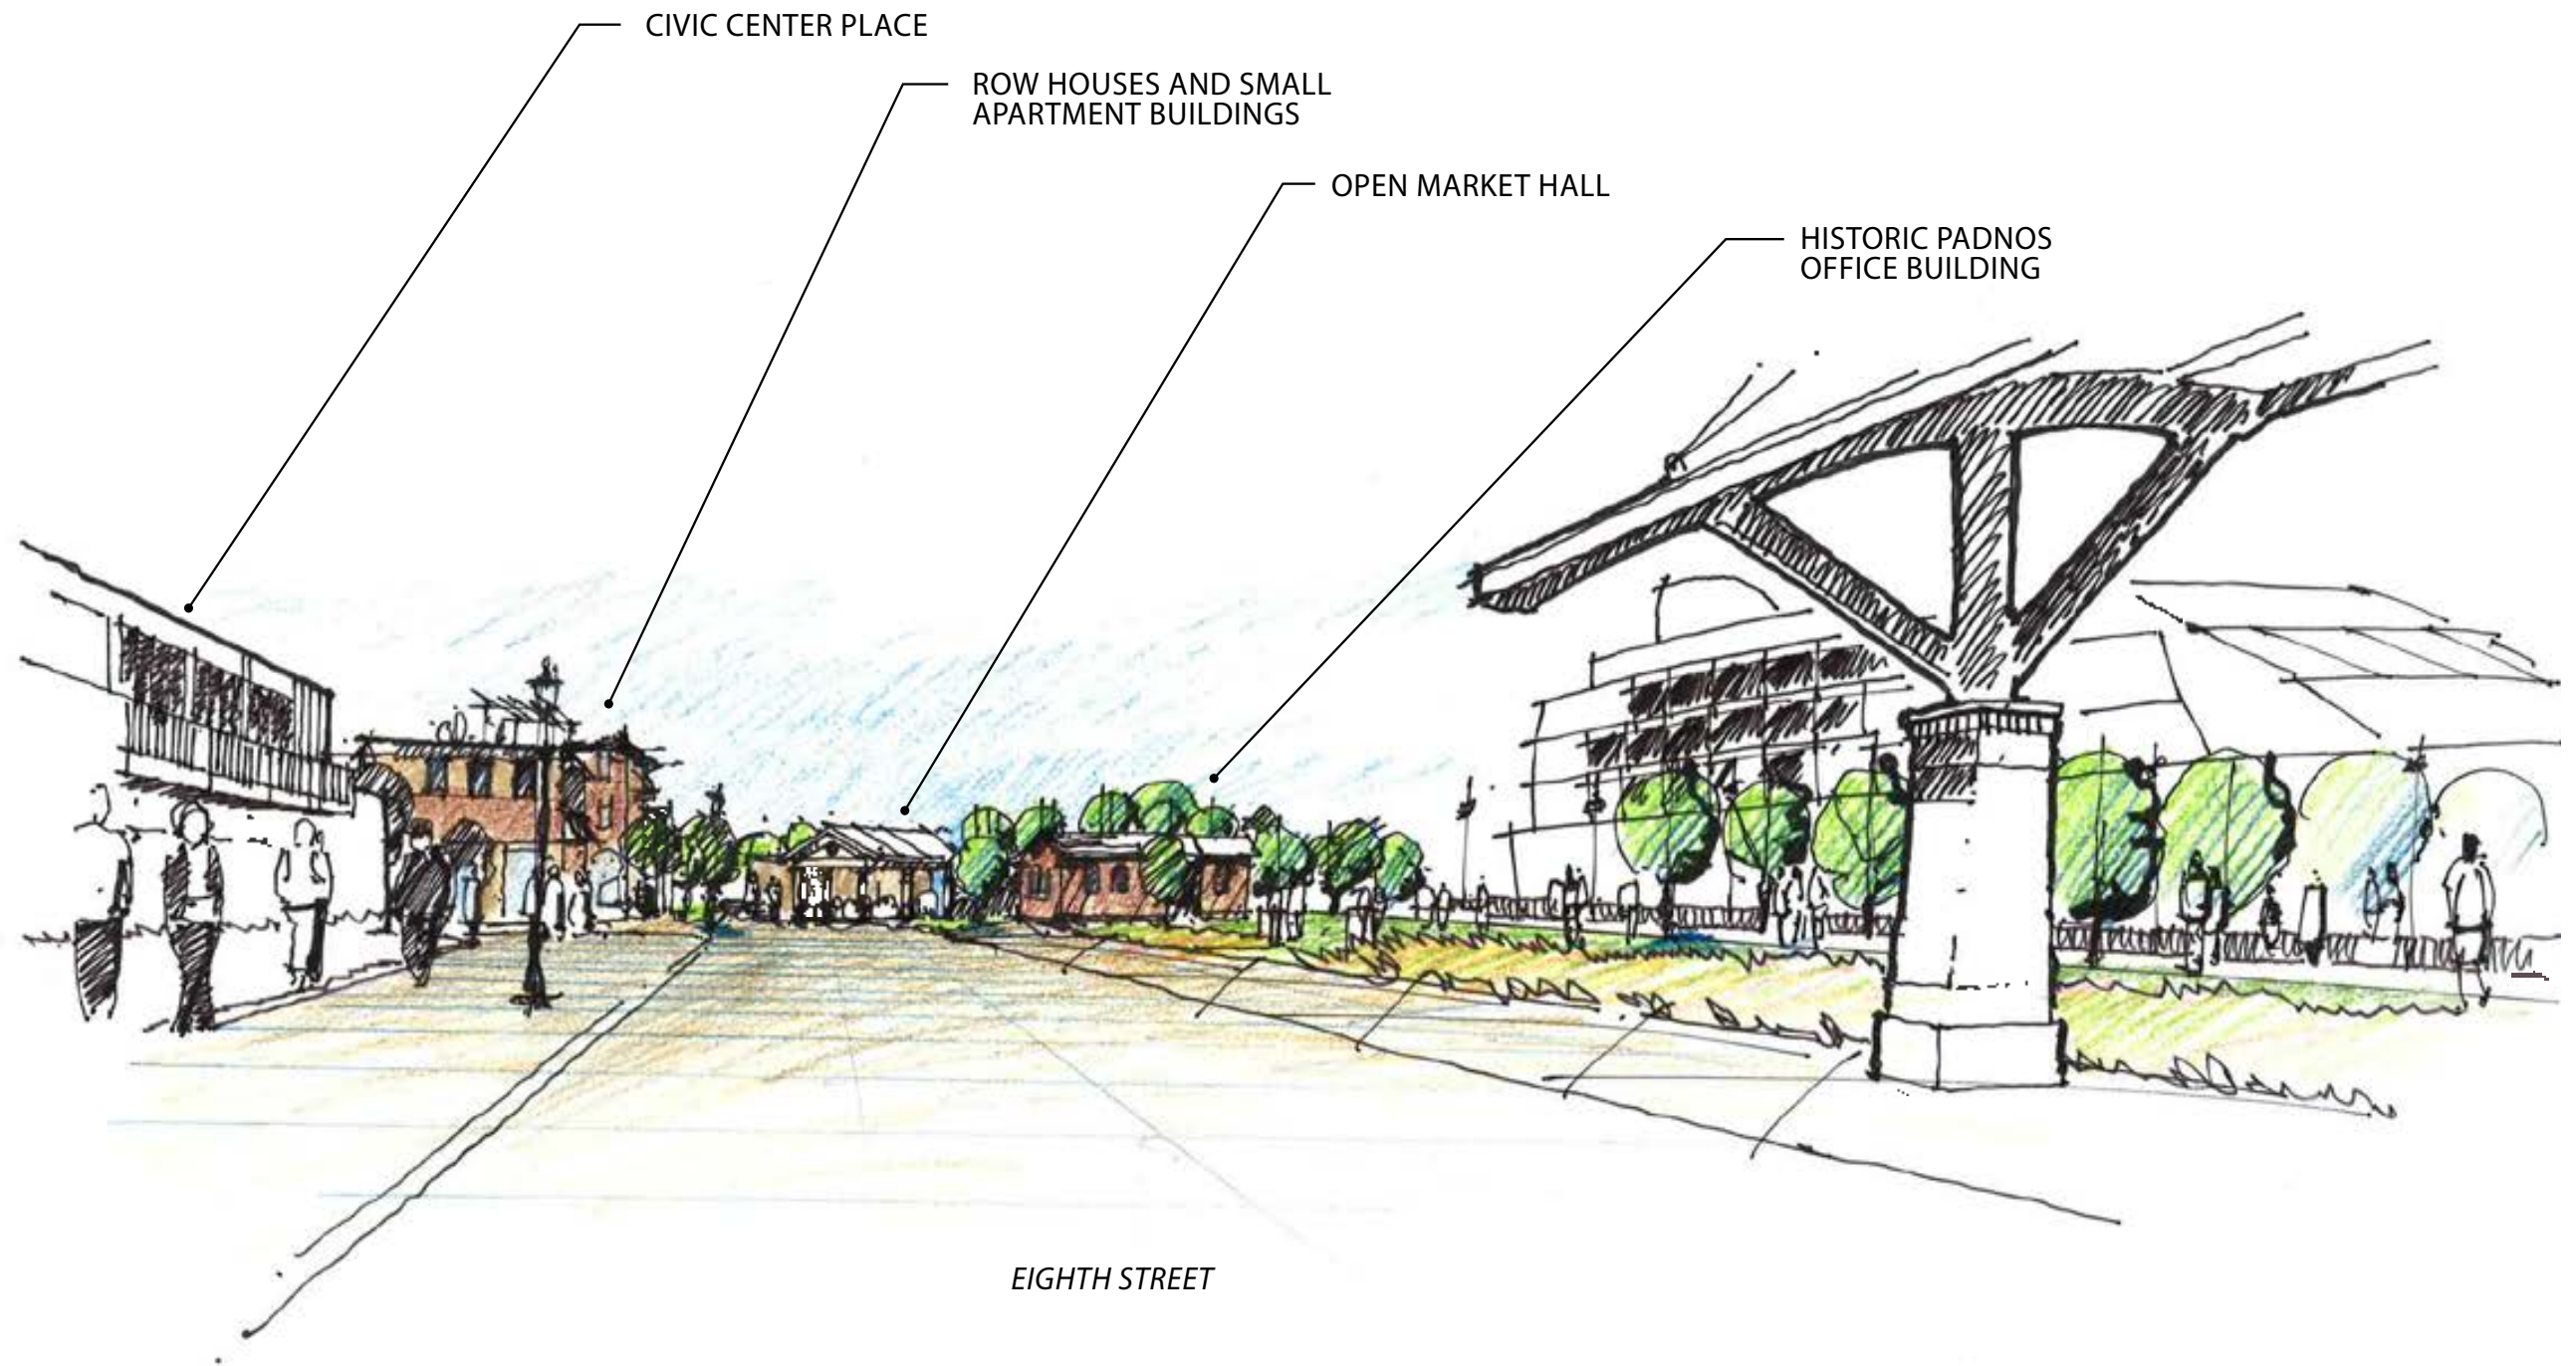 CIVIC CENTER PLACE
ROW HOUSES AND SMALL
APARTMENT BUILDINGS
OPEN MARKET HALL
HISTORIC PADNOS
OFFICE BUILDING
EIGHTH STREET